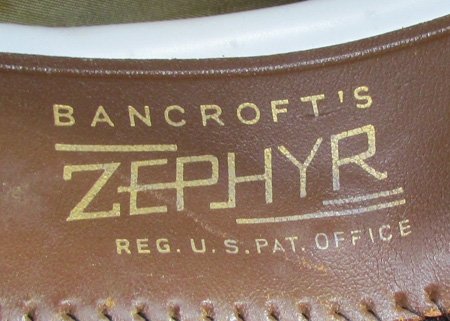 BANCROFT'S
ZEPHYR
REG. U.S. PAT. OFFICE